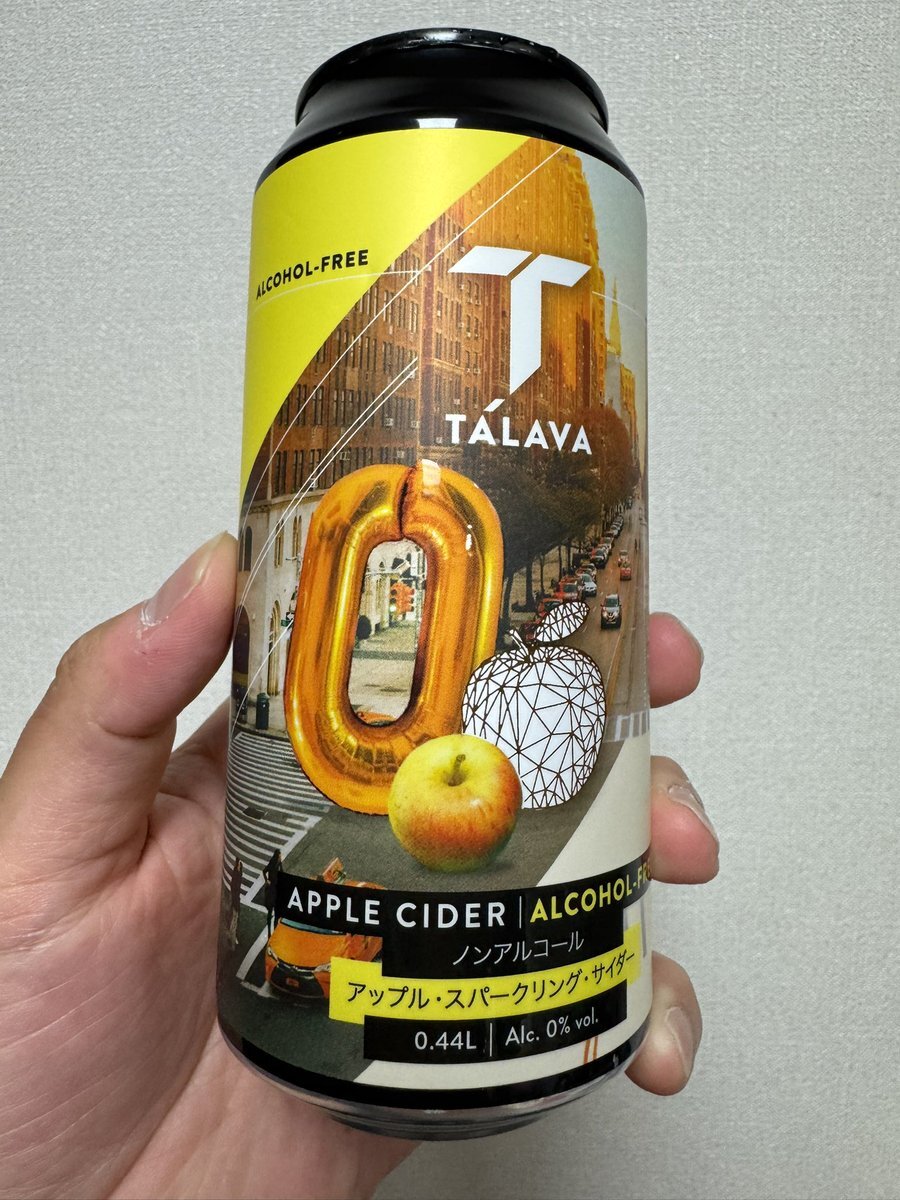 ALCOHOL-FREE
TÁLAVA
APPLE CIDER | ALCOHOL-FREE
ノンアルコール
アップル・スパークリング・サイダー
0.44L | Alc. 0% vol.